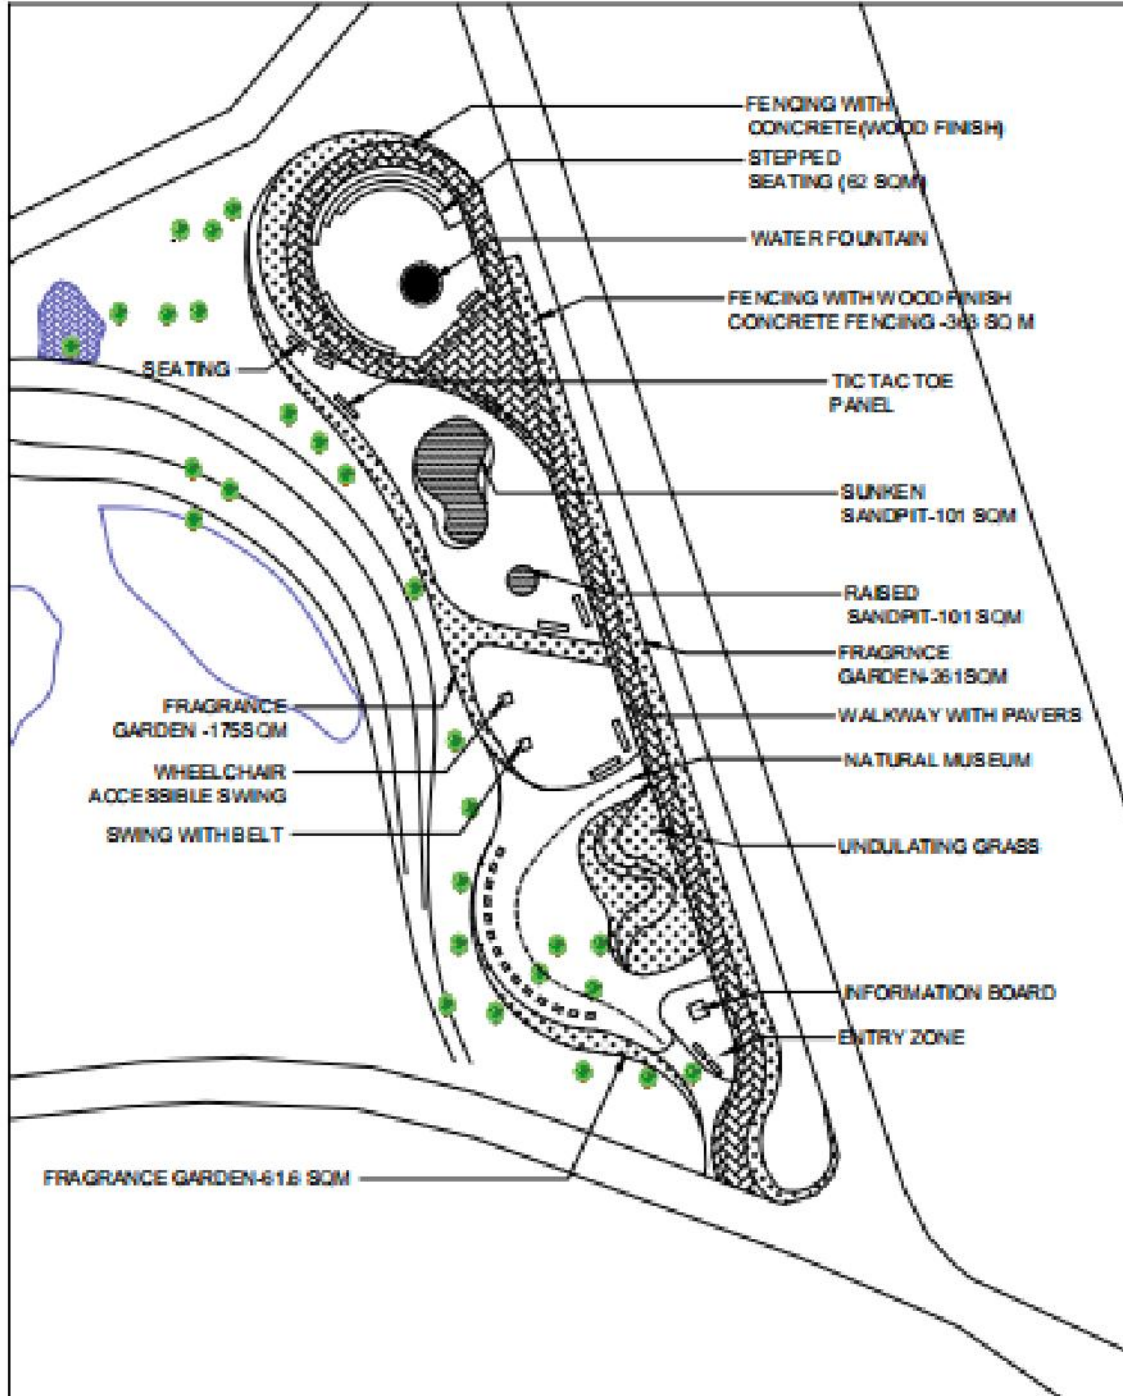 FENCING WITH
CONCRETE(WOOD FINISH)
STEPPED
SEATING (62 SQM)
WATER FOUNTAIN
FENCING WITH WOOD FINISH
CONCRETE FENCING -363 SQ M
SEATING
TIC TAC TOE
PANEL
SUNKEN
SANDPIT-101 SQM
RAISED
SANDPIT-101 SQM
FRAGRNCE
GARDEN-261SQM
FRAGRANCE
GARDEN -175SQM
WALKWAY WITH PAVERS
NATURAL MUSEUM
WHEELCHAIR
ACCESSIBLE SWING
SWING WITH BELT
UNDULATING GRASS
INFORMATION BOARD
ENTRY ZONE
FRAGRANCE GARDEN-61.6 SQM